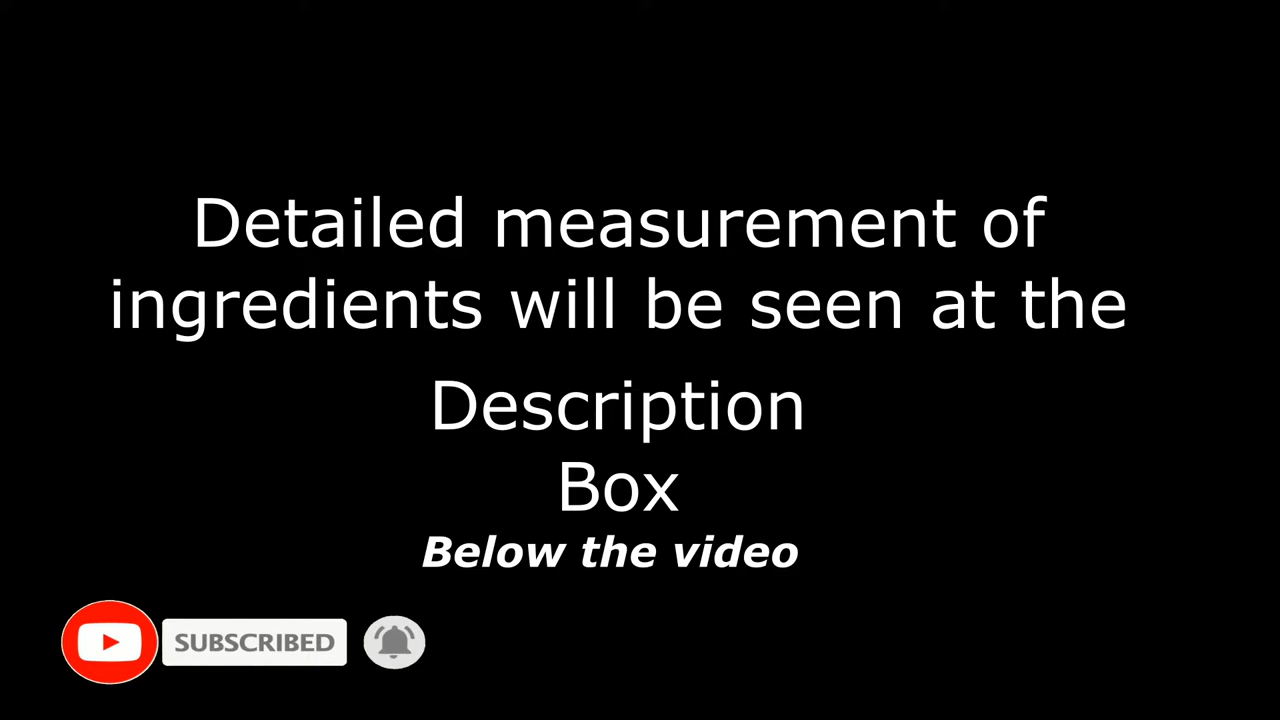 Detailed measurement of
ingredients will be seen at the
Description
Box
Below the video
SUBSCRIBED